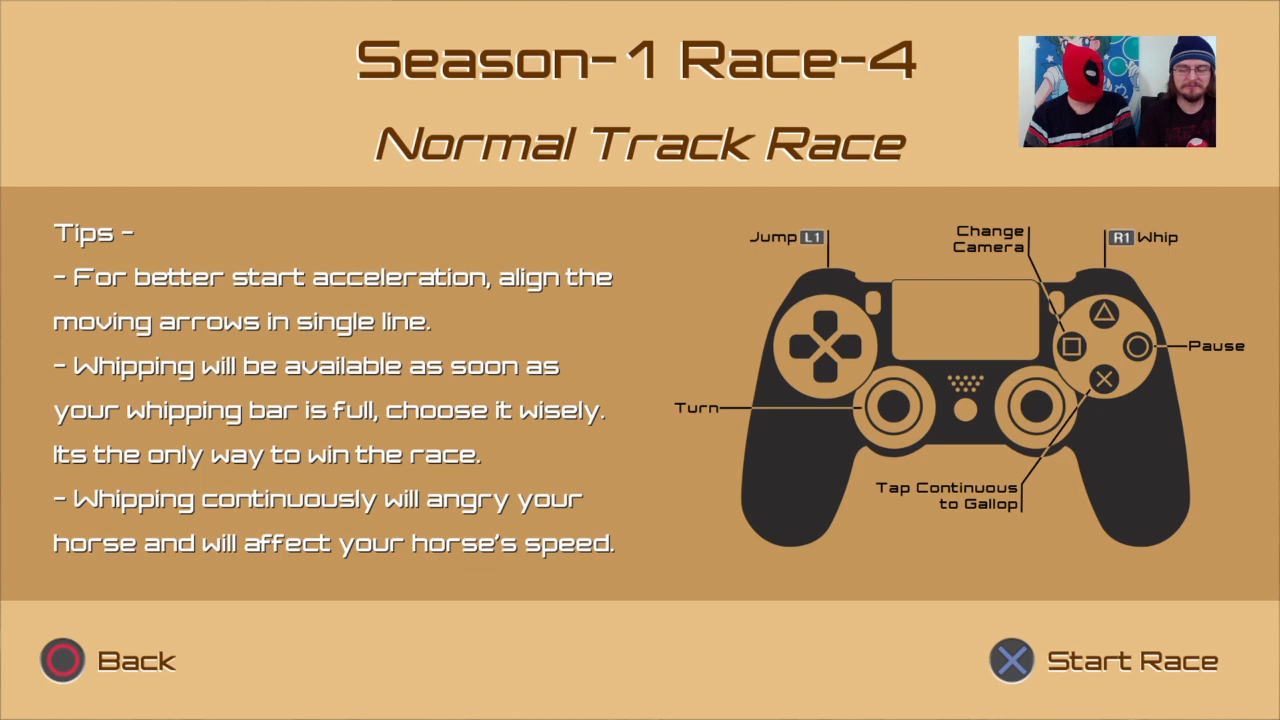 Season-1 Race-4
Normal Track Race
Tips -
- For better start acceleration, align the
moving arrows in single line.
- Whipping will be available as soon as
your whipping bar is full, choose it wisely.
Its the only way to win the race.
- Whipping continuously will angry your
horse and will affect your horse's speed.
Jump L1
Change
Camera
R1 Whip
Pause
Turn
Tap Continuous
to Gallop
Back
Start Race